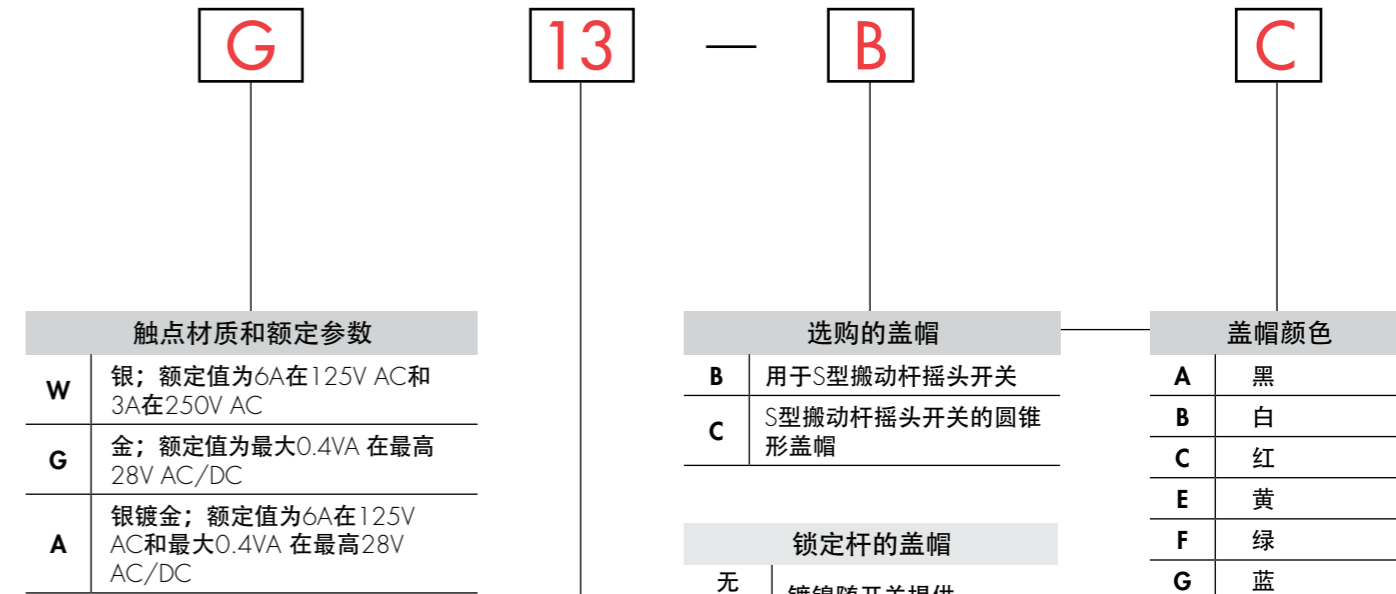 G 13 — B C
触点材质和额定参数
W 银；额定值为6A在125V AC和
3A在250V AC
G 金；额定值为最大0.4VA 在最高
28V AC/DC
A 银镀金；额定值为6A在125V
AC和最大0.4VA 在最高28V
AC/DC
选购的盖帽
B 用于S型搬动杆摇头开关
C S型搬动杆摇头开关的圆锥
形盖帽
锁定杆的盖帽
无
盖帽颜色
A 黑
B 白
C 红
E 黄
F 绿
G 蓝